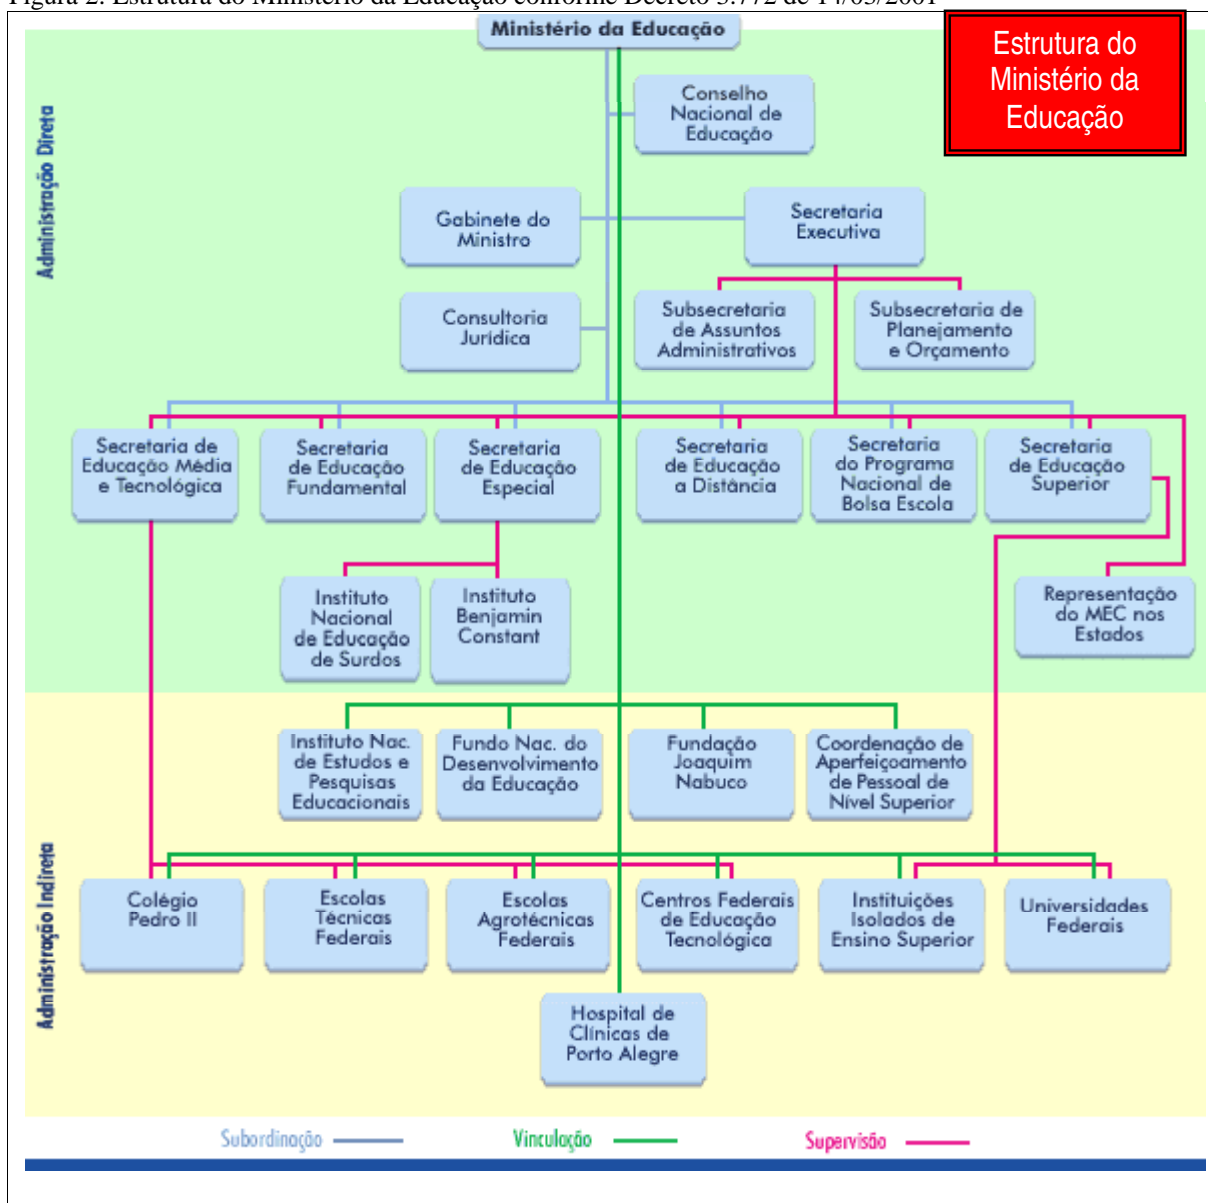 Figura 2. Estrutura do Ministério da Educação conforme Decreto 3.772 de 14/03/2001
Ministério da Educação
Estrutura do
Ministério da
Educação
Administração Direta
Conselho
Nacional de
Educação
Gabinete do
Ministro
Secretaria
Executiva
Consultoria
Jurídica
Subsecretaria
de Assuntos
Administrativos
Subsecretaria de
Planejamento
e Orçamento
Secretaria de
Educação Média
e Tecnológica
Secretaria
de Educação
Fundamental
Secretaria
de Educação
Especial
Secretaria
de Educação
a Distância
Secretaria
do Programa
Nacional de
Bolsa Escola
Secretaria
de Educação
Superior
Instituto
Nacional
de Educação
de Surdos
Instituto
Benjamin
Constant
Representação
do MEC nos
Estados
Administração Indireta
Instituto Nac.
de Estudos e
Pesquisas
Educacionais
Fundo Nac. do
Desenvolvimento
da Educação
Fundação
Joaquim
Nabuco
Coordenação de
Aperfeiçoamento
de Pessoal de
Nível Superior
Colégio
Pedro II
Escolas
Técnicas
Federais
Escolas
Agrotécnicas
Federais
Centros Federais
de Educação
Tecnológica
Instituições
Isolados de
Ensino Superior
Universidades
Federais
Hospital de
Clínicas de
Porto Alegre
Subordinação
Vinculação
Supervisão